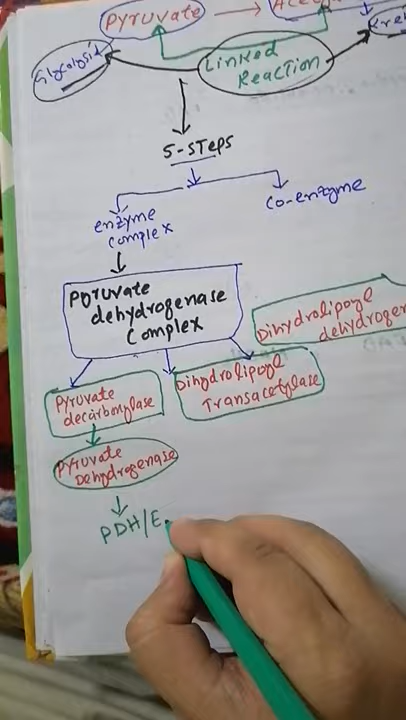 Pyruvate
Glycolysis
Linked
Reaction
5-steps
enzyme
complex
co-enzyme
Pyruvate
dehydrogenase
complex
Dihydrolipoyl
Pyruvate
decarboxylase
Dihydrolipoyl
Transacetylase
Pyruvate
Dehydrogenase
PDH/E